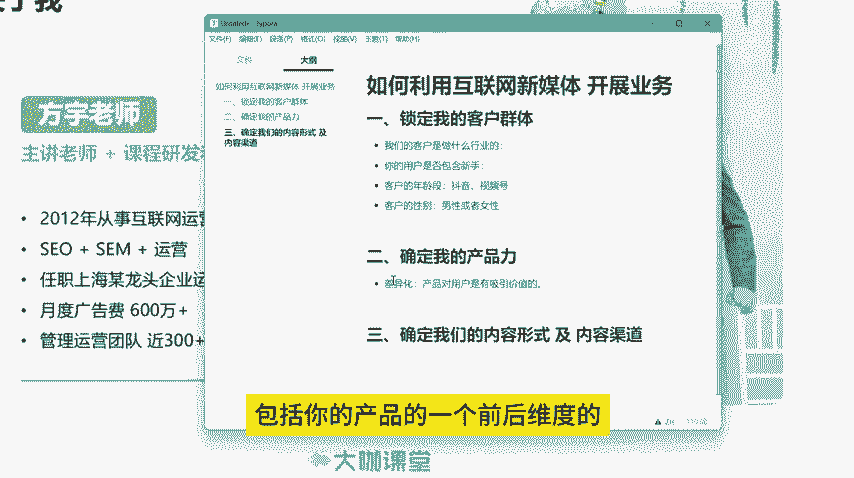 方宇老师
主讲老师 + 课程研发
2012年从事互联网运营
SEO + SEM + 运营
任职上海某龙头企业运
月度广告费 600万+
管理运营团队 近300+
文件(F) 编辑(E) 段落(P) 格式(O) 视图(V) 主题(T) 帮助(H)
文件 大纲
如何利用互联网新媒体 开展业务
一、锁定我的客户群体
二、确定我的产品力
三、确定我们的内容形式 及
内容渠道
如何利用互联网新媒体 开展业务
一、锁定我的客户群体
我们的客户是做什么行业的:
你的用户是否包含新手:
客户的年龄段: 抖音、视频号
客户的性别: 男性或者女性
二、确定我的产品力
差异化: 产品对用户是有吸引价值的。
三、确定我们的内容形式 及 内容渠道
包括你的产品的一个前后维度的
大咖课堂